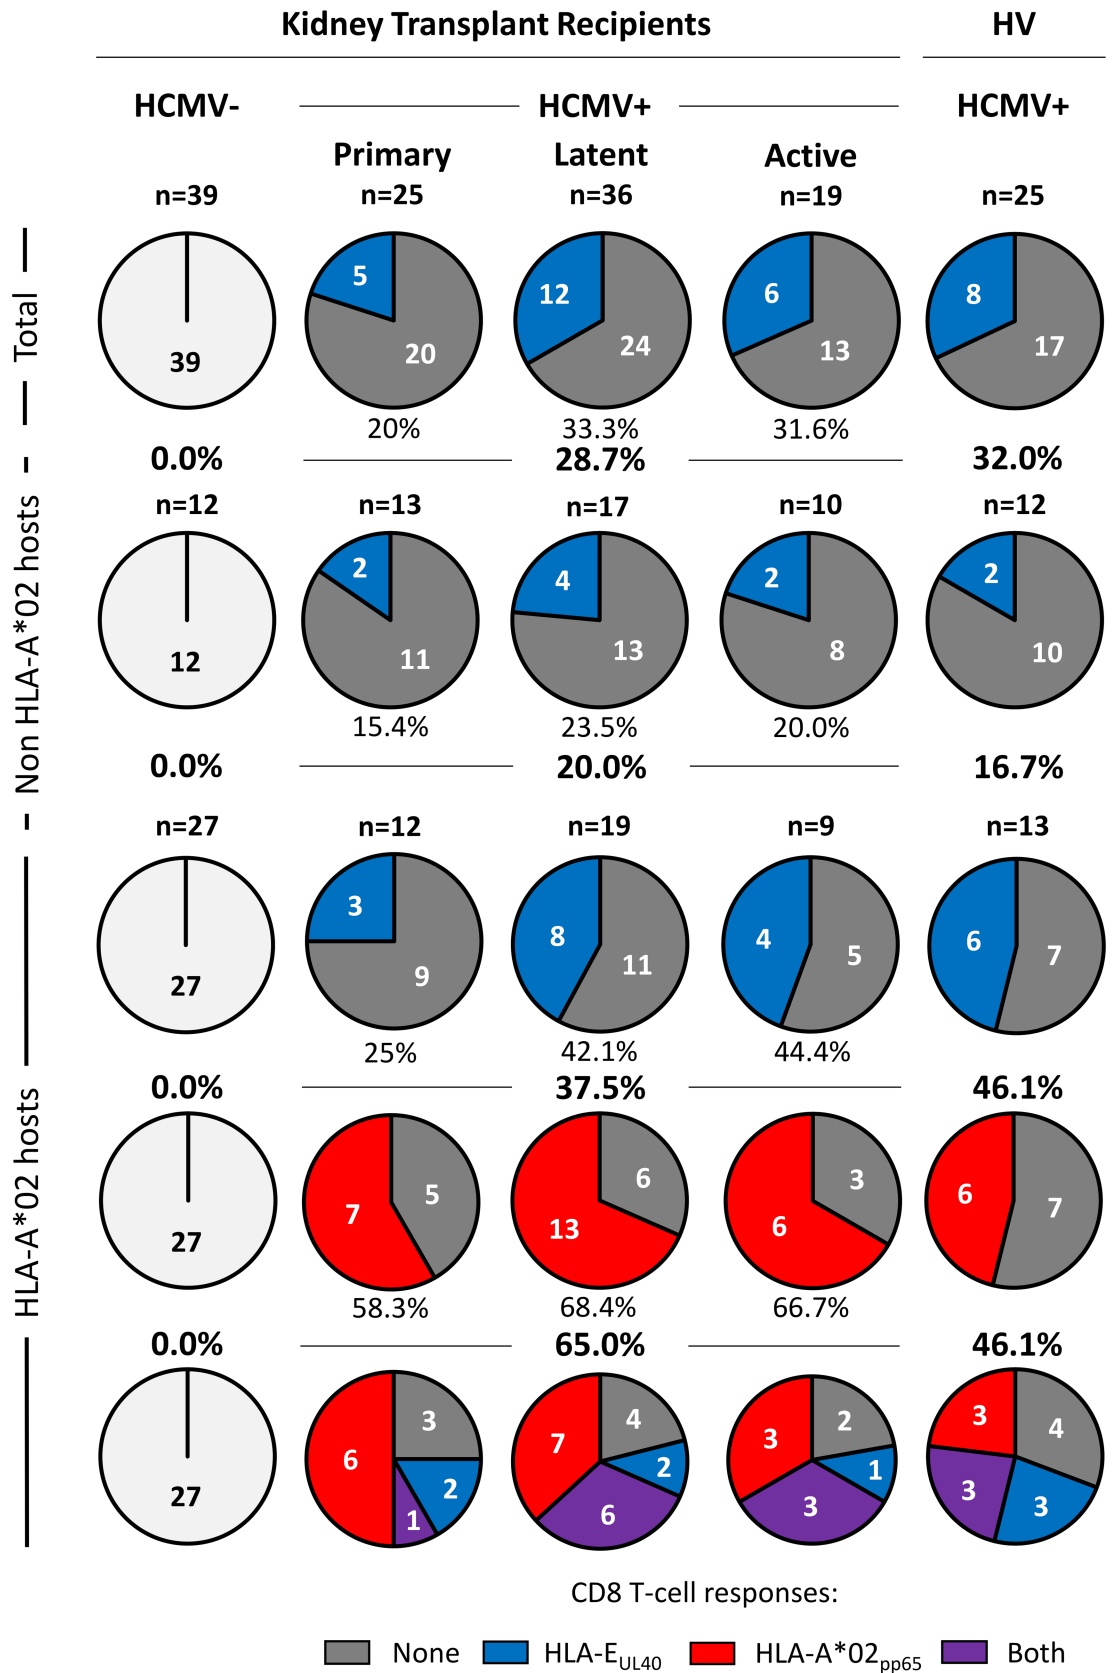 Kidney Transplant Recipients HV
HCMV- HCMV+ HCMV+
Primary Latent Active
n=39 n=25 n=36 n=19 n=25
Total
39 5 20 12 24 6 13 8 17
20% 33.3% 31.6%
0.0% 28.7% 32.0%
n=12 n=13 n=17 n=10 n=12
Non HLA-A*02 hosts
12 2 11 4 13 2 8 2 10
15.4% 23.5% 20.0%
0.0% 20.0% 16.7%
n=27 n=12 n=19 n=9 n=13
27 3 9 8 11 4 5 6 7
25% 42.1% 44.4%
0.0% 37.5% 46.1%
HLA-A*02 hosts
27 7 5 13 6 6 3 6 7
58.3% 68.4% 66.7%
0.0% 65.0% 46.1%
27 6 3 2 1 7 4 2 6 3 2 1 3 3 4 3 3
CD8 T-cell responses:
None HLA-E UL40 HLA-A*02 pp65 Both